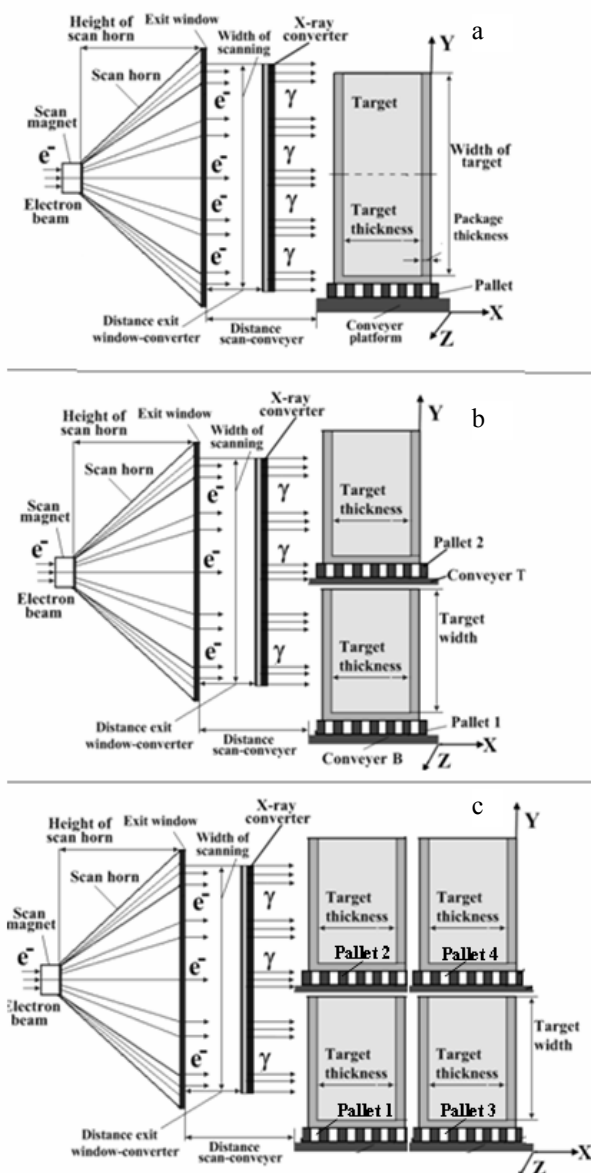 Height of
scan horn
Exit window
X-ray
converter
Width of
scanning
a
Y
Scan horn
Scan
magnet
e-
e-
e-
e-
e-
γ
γ
γ
γ
Electron
beam
Target
Width of
target
Target
thickness
Package
thickness
Pallet
Distance exit
window-converter
Distance
scan-conveyer
Conveyer
platform
X
Z
X-ray
converter
b
Y
Height of
scan horn
Exit window
Width of
scanning
Scan horn
Scan
magnet
e-
e-
e-
e-
γ
γ
γ
Electron
beam
Target
thickness
Pallet 2
Conveyer T
Target
width
Target
thickness
Pallet 1
Distance exit
window-converter
Distance
scan-conveyer
Conveyer B
X
Z
X-ray
converter
c
Y
Height of
scan horn
Exit window
Width of
scanning
Scan horn
Scan
magnet
e-
e-
e-
e-
γ
γ
γ
Electron
beam
Target
thickness
Target
thickness
Pallet 2
Pallet 4
Target
width
Target
thickness
Target
thickness
Pallet 1
Pallet 3
Distance exit
window-converter
Distance
scan-conveyer
X
Z